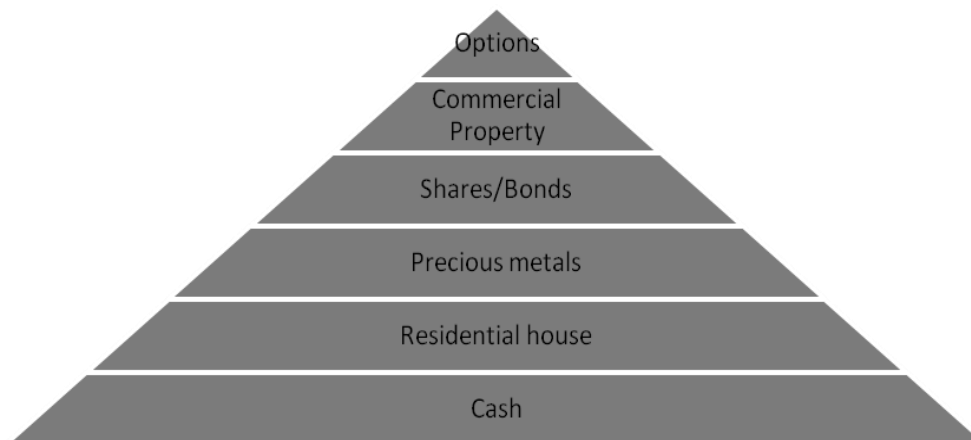 Options
Commercial
Property
Shares/Bonds
Precious metals
Residential house
Cash